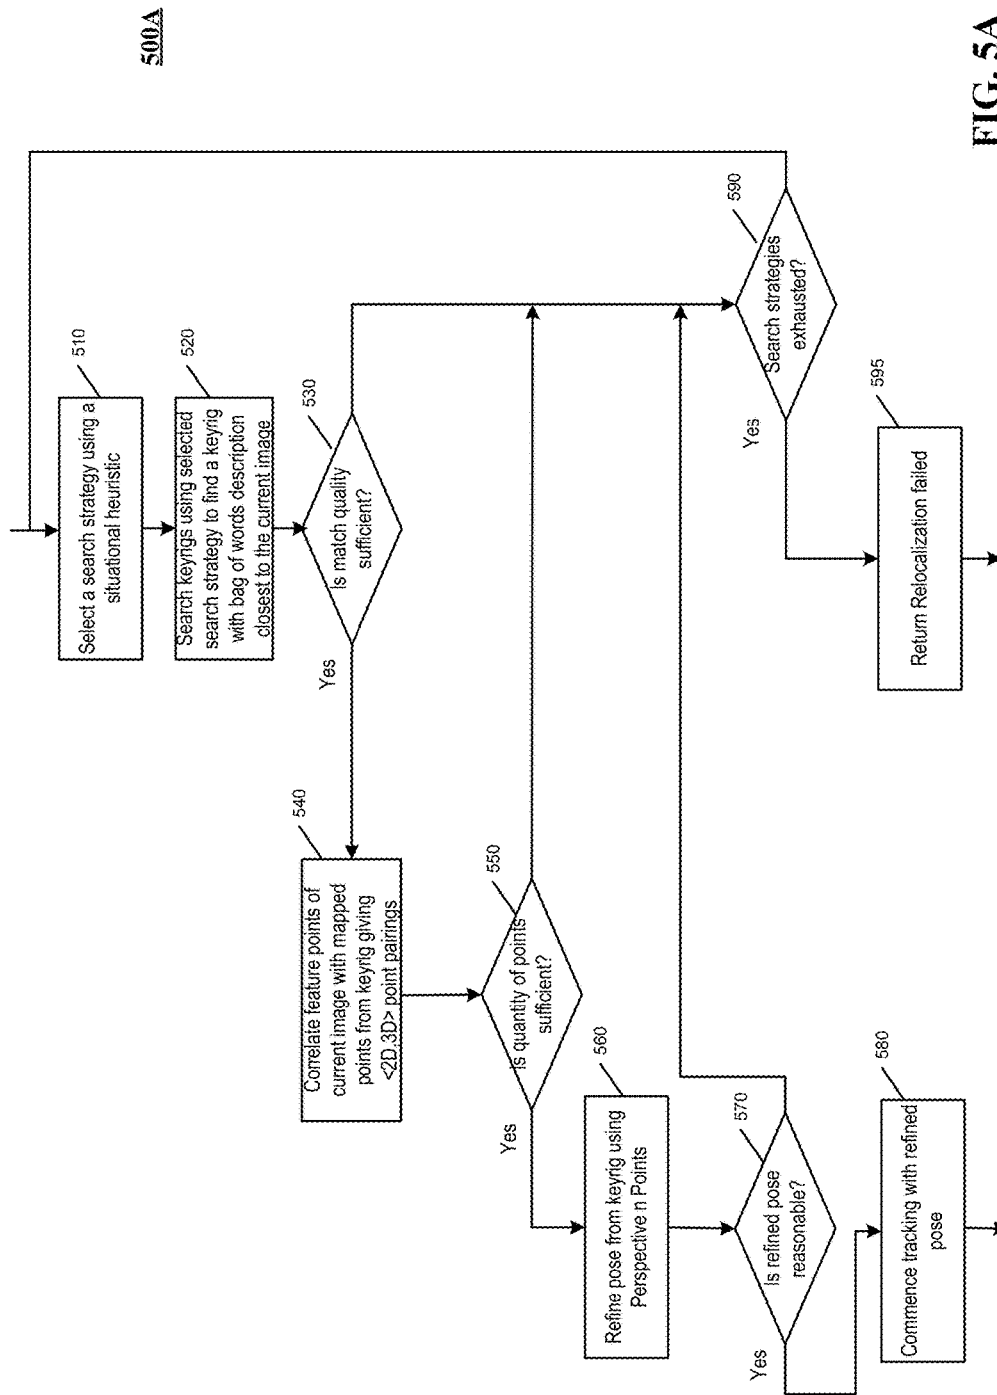 500A
510
Select a search strategy using a
situational heuristic
520
Search keyrigs using selected
search strategy to find a keyrig
with bag of words description
closest to the current image
530
Is match quality
sufficient?
Yes
540
Correlate feature points of
current image with mapped
points from keyrig giving
<2D.3D> point pairings
550
Is quantity of points
sufficient?
Yes
560
Refine pose from keyrig using
Perspective n Points
570
Is refined pose
reasonable?
Yes
580
Commence tracking with refined
pose
590
Search strategies
exhausted?
Yes
595
Return Relocalization failed
FIG. 5A